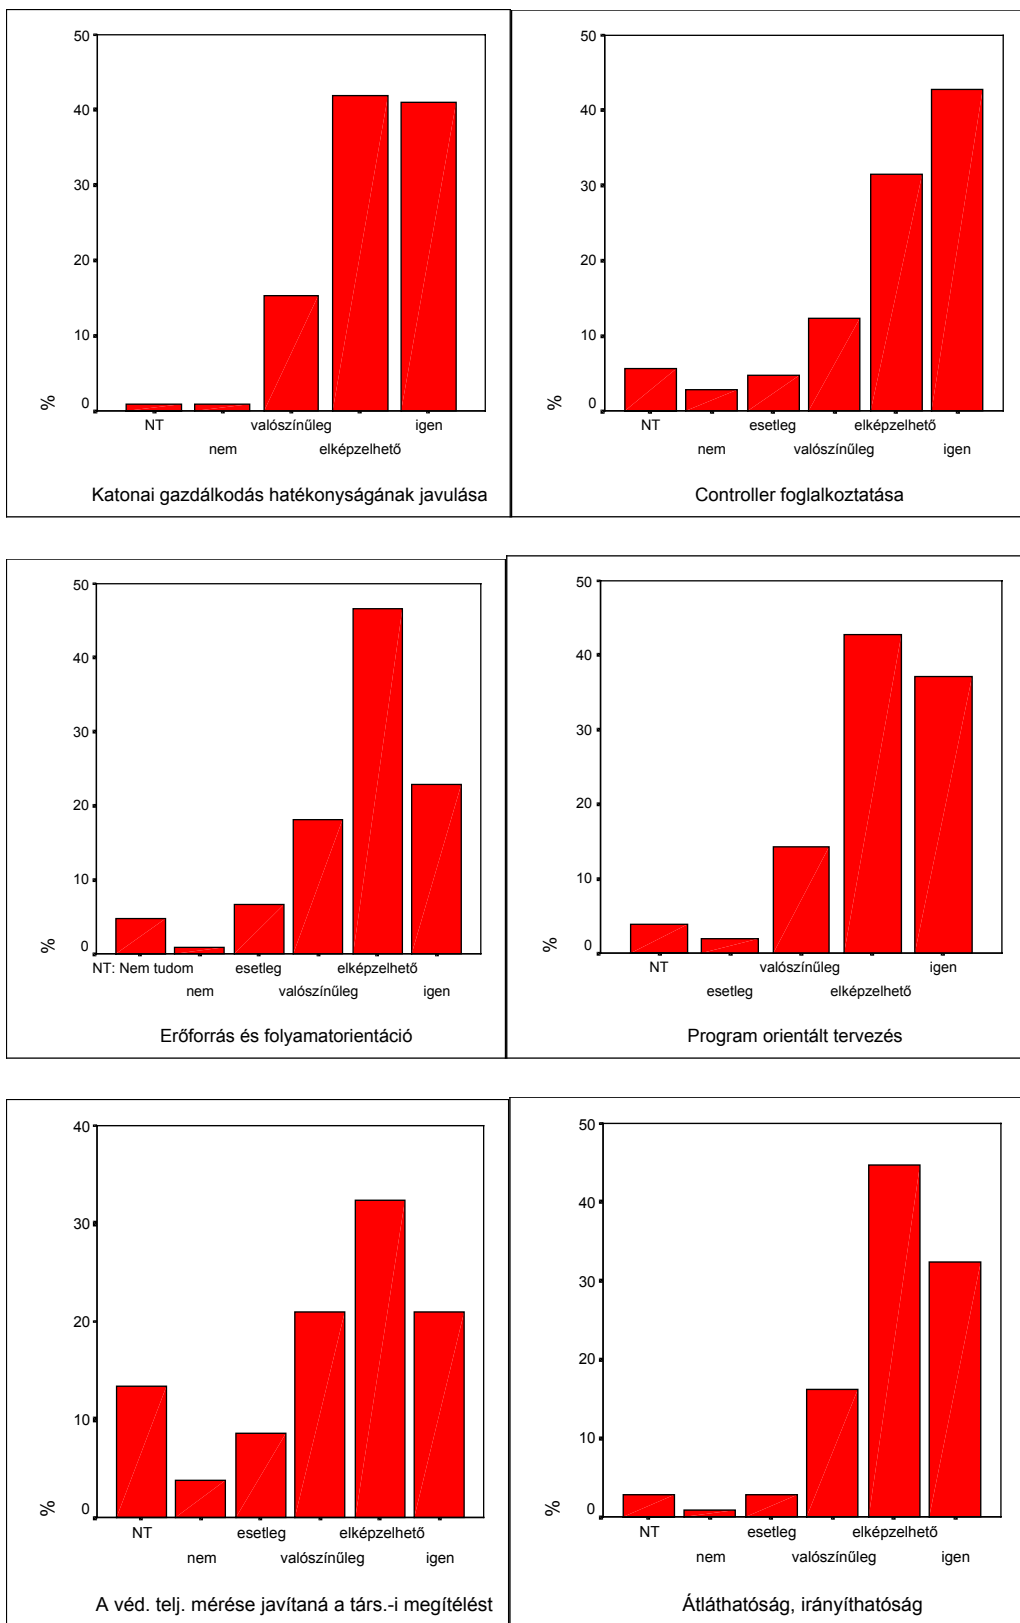 50
40
30
20
10
0
%
NT
valószínűleg
igen
nem
elképzelhető
Katonai gazdálkodás hatékonyságának javulása
50
40
30
20
10
0
%
NT
esetleg
elképzelhető
nem
valószínűleg
igen
Controller foglalkoztatása
50
40
30
20
10
0
%
NT: Nem tudom
esetleg
elképzelhető
nem
valószínűleg
igen
Erőforrás és folyamatorientáció
50
40
30
20
10
0
%
NT
valószínűleg
igen
esetleg
elképzelhető
Program orientált tervezés
40
30
20
10
0
%
NT
esetleg
elképzelhető
nem
valószínűleg
igen
A véd. telj. mérése javítaná a társ.-i megítélést
50
40
30
20
10
0
%
NT
esetleg
elképzelhető
nem
valószínűleg
igen
Átláthatóság, irányíthatóság